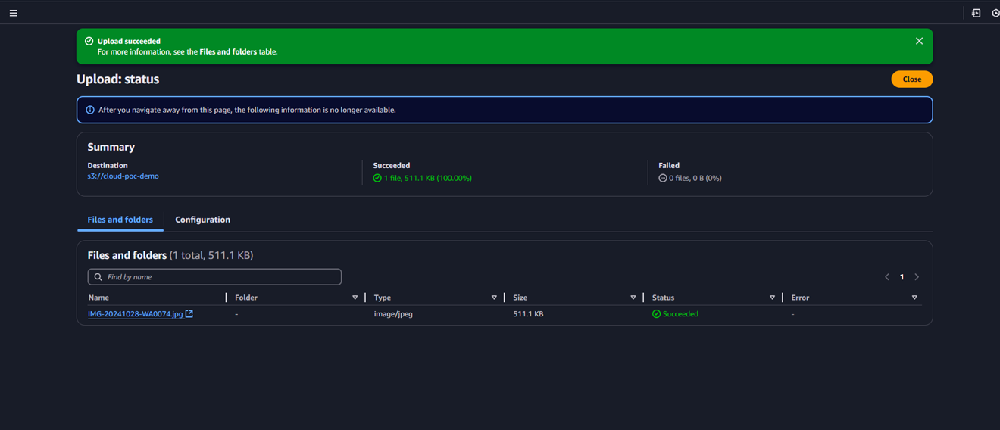 Upload succeeded
For more information, see the Files and folders table.
Upload: status
Close
After you navigate away from this page, the following information is no longer available.
Summary
Destination
s3://cloud-poc-demo
Succeeded
1 file, 511.1 KB (100.00%)
Failed
0 files, 0 B (0%)
Files and folders
Configuration
Files and folders (1 total, 511.1 KB)
Find by name
1
Name Folder Type Size Status Error
IMG-20241028-WA0074.jpg - image/jpeg 511.1 KB Succeeded -